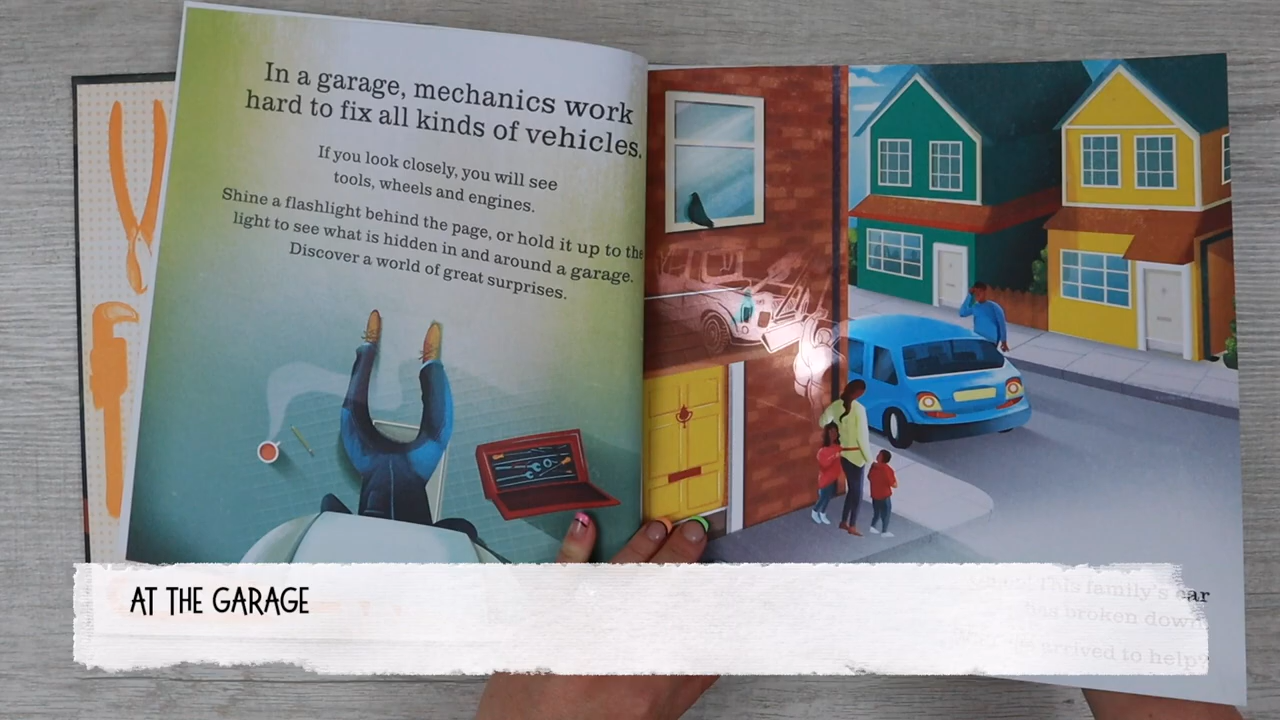 In a garage, mechanics work
hard to fix all kinds of vehicles.
If you look closely, you will see
tools, wheels and engines.
Shine a flashlight behind the page, or hold it up to the
light to see what is hidden in and around a garage.
Discover a world of great surprises.
This family's car
has broken down
arrived to help?
AT THE GARAGE